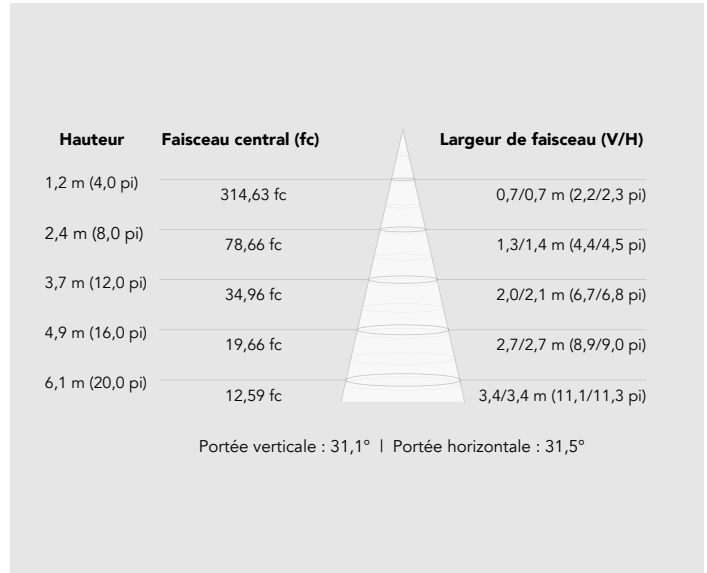 Hauteur Faisceau central (fc) Largeur de faisceau (V/H)
1,2 m (4,0 pi) 314,63 fc 0,7/0,7 m (2,2/2,3 pi)
2,4 m (8,0 pi) 78,66 fc 1,3/1,4 m (4,4/4,5 pi)
3,7 m (12,0 pi) 34,96 fc 2,0/2,1 m (6,7/6,8 pi)
4,9 m (16,0 pi) 19,66 fc 2,7/2,7 m (8,9/9,0 pi)
6,1 m (20,0 pi) 12,59 fc 3,4/3,4 m (11,1/11,3 pi)
Portée verticale : 31,1° | Portée horizontale : 31,5°